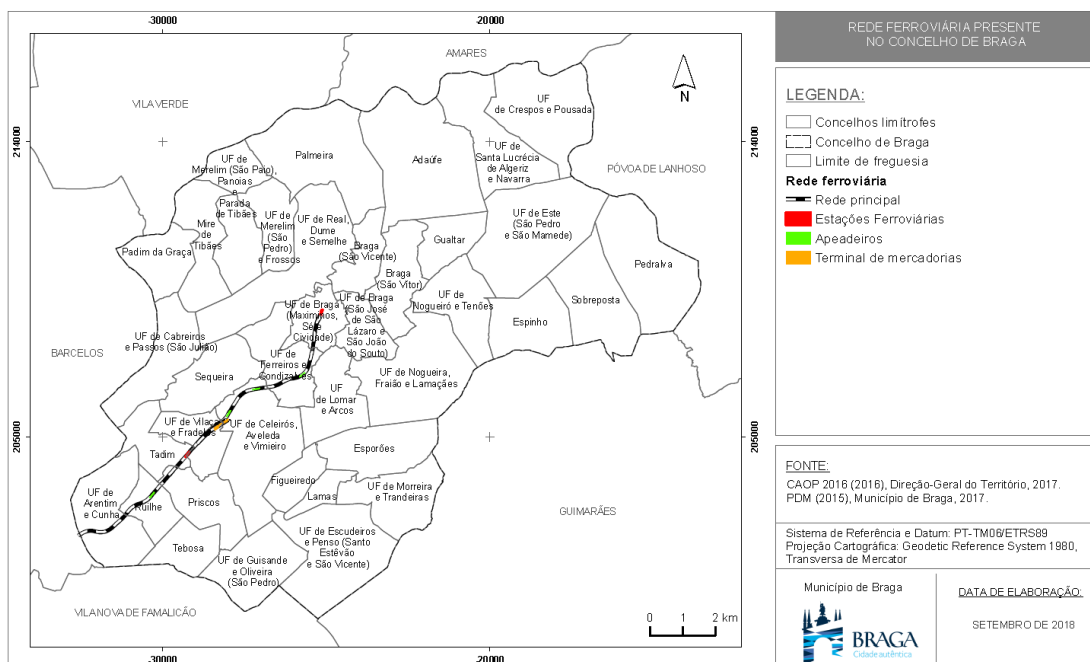 -30000
-20000
REDE FERROVIÁRIA PRESENTE
NO CONCELHO DE BRAGA
AMARES
VILA VERDE
N
UF
de Crespos e Pousada
214000
214000
Palmeira
Adaúfe
UF de
Santa Lucrécia
de Algeriz
e Navarra
PÓVOA DE LANHOSO
UF de
Merelim (São Paio),
Panoias
e
Parada
de Tibães
Mire
de
Tibães
UF de
Merelim
(São
Pedro)
e Frossos
UF de Real,
Dume
e Semelhe
Braga
(São Vicente)
Gualtar
UF de Este
(São Pedro
e São Mamede)
Padim da Graça
Braga
(São Vítor)
Pedralva
UF de
Nogueiró e Tenões
Sobreposta
Espinho
UF de Braga
(Maximinos,
Sé e
Cividade)
UF de Braga
(São José
de São
Lázaro e
São João
do Souto)
UF de Cabreiros
e Passos (São Julião)
BARCELOS
Sequeira
UF de
Ferreiros e
Gondizalves
UF de Nogueira,
Fraião e Lamaçães
UF
de Lomar
e Arcos
UF de Vilaça
e Fradelos
UF de Celeirós,
Aveleda
e Vimieiro
205000
205000
Tadim
Esporões
Figueiredo
Lamas
UF de Morreira
e Trandeiras
UF de
Arentim
e Cunha
Ruilhe
Priscos
GUIMARÃES
Tebosa
UF de Escudeiros
e Penso (Santo
Estêvão
e São Vicente)
UF de Guisande
e Oliveira
(São Pedro)
VILA NOVA DE FAMALICÃO
0 1 2 km
-30000
-20000
LEGENDA:
Concelhos limítrofes
Concelho de Braga
Limite de freguesia
Rede ferroviária
Rede principal
Estações Ferroviárias
Apeadeiros
Terminal de mercadorias
FONTE:
CAOP 2016 (2016), Direção-Geral do Território, 2017.
PDM (2015), Município de Braga, 2017.
Sistema de Referência e Datum: PT-TM06/ETRS89
Projeção Cartográfica: Geodetic Reference System 1980,
Transversa de Mercator
Município de Braga
BRAGA
Cidade autêntica
DATA DE ELABORAÇÃO:
SETEMBRO DE 2018